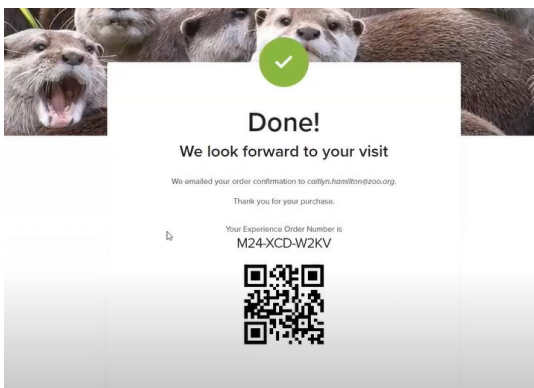 Done!
We look forward to your visit
We emailed your order confirmation to caitlyn.hamilton@zoo.org.
Thank you for your purchase.
Your Experience Order Number is
M24-XCD-W2KV